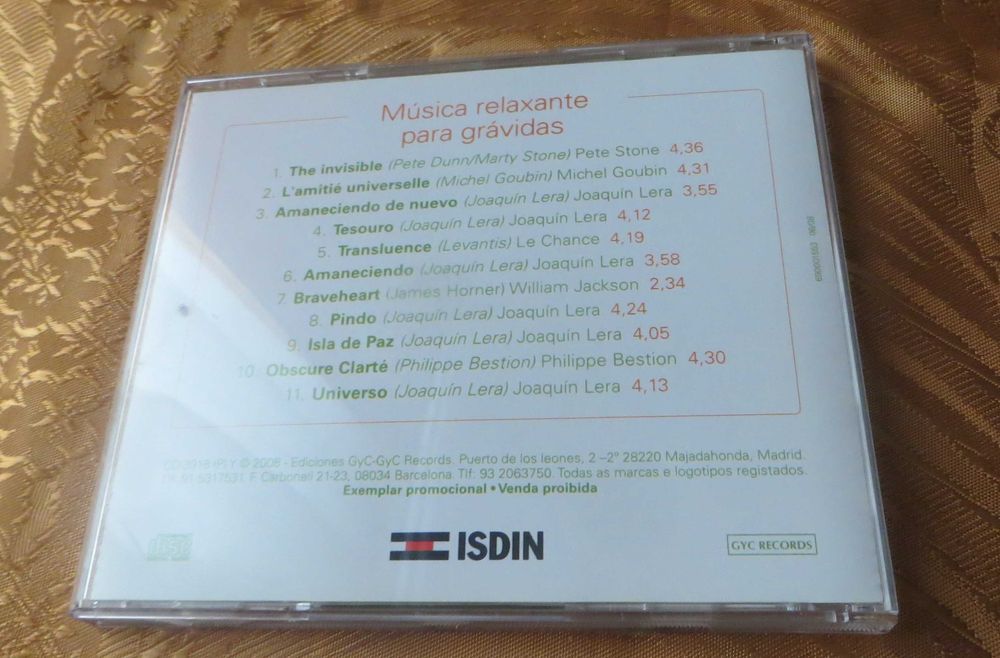 Música relaxante
para grávidas
1. The invisible (Pete Dunn/Marty Stone) Pete Stone 4,36
2. L'amitié universelle (Michel Goubin) Michel Goubin 4,31
3. Amaneciendo de nuevo (Joaquín Lera) Joaquín Lera 3,55
4. Tesouro (Joaquín Lera) Joaquín Lera 4,12
5. Transluence (Levantis) Le Chance 4,19
6. Amaneciendo (Joaquín Lera) Joaquín Lera 3,58
7. Braveheart (James Horner) William Jackson 2,34
8. Pindo (Joaquín Lera) Joaquín Lera 4,24
9. Isla de Paz (Joaquín Lera) Joaquín Lera 4,05
10. Obscure Clarté (Philippe Bestion) Philippe Bestion 4,30
11. Universo (Joaquín Lera) Joaquín Lera 4,13
(P) Y © 2006 - Ediciones GyC-GyC Records. Puerto de los leones, 2 –2º 28220 Majadahonda, Madrid.
F. Carbonell 21-23, 08034 Barcelona. Tlf: 93 2063750. Todas as marcas e logotipos registados.
Exemplar promocional • Venda proibida
ISDIN
GYC RECORDS